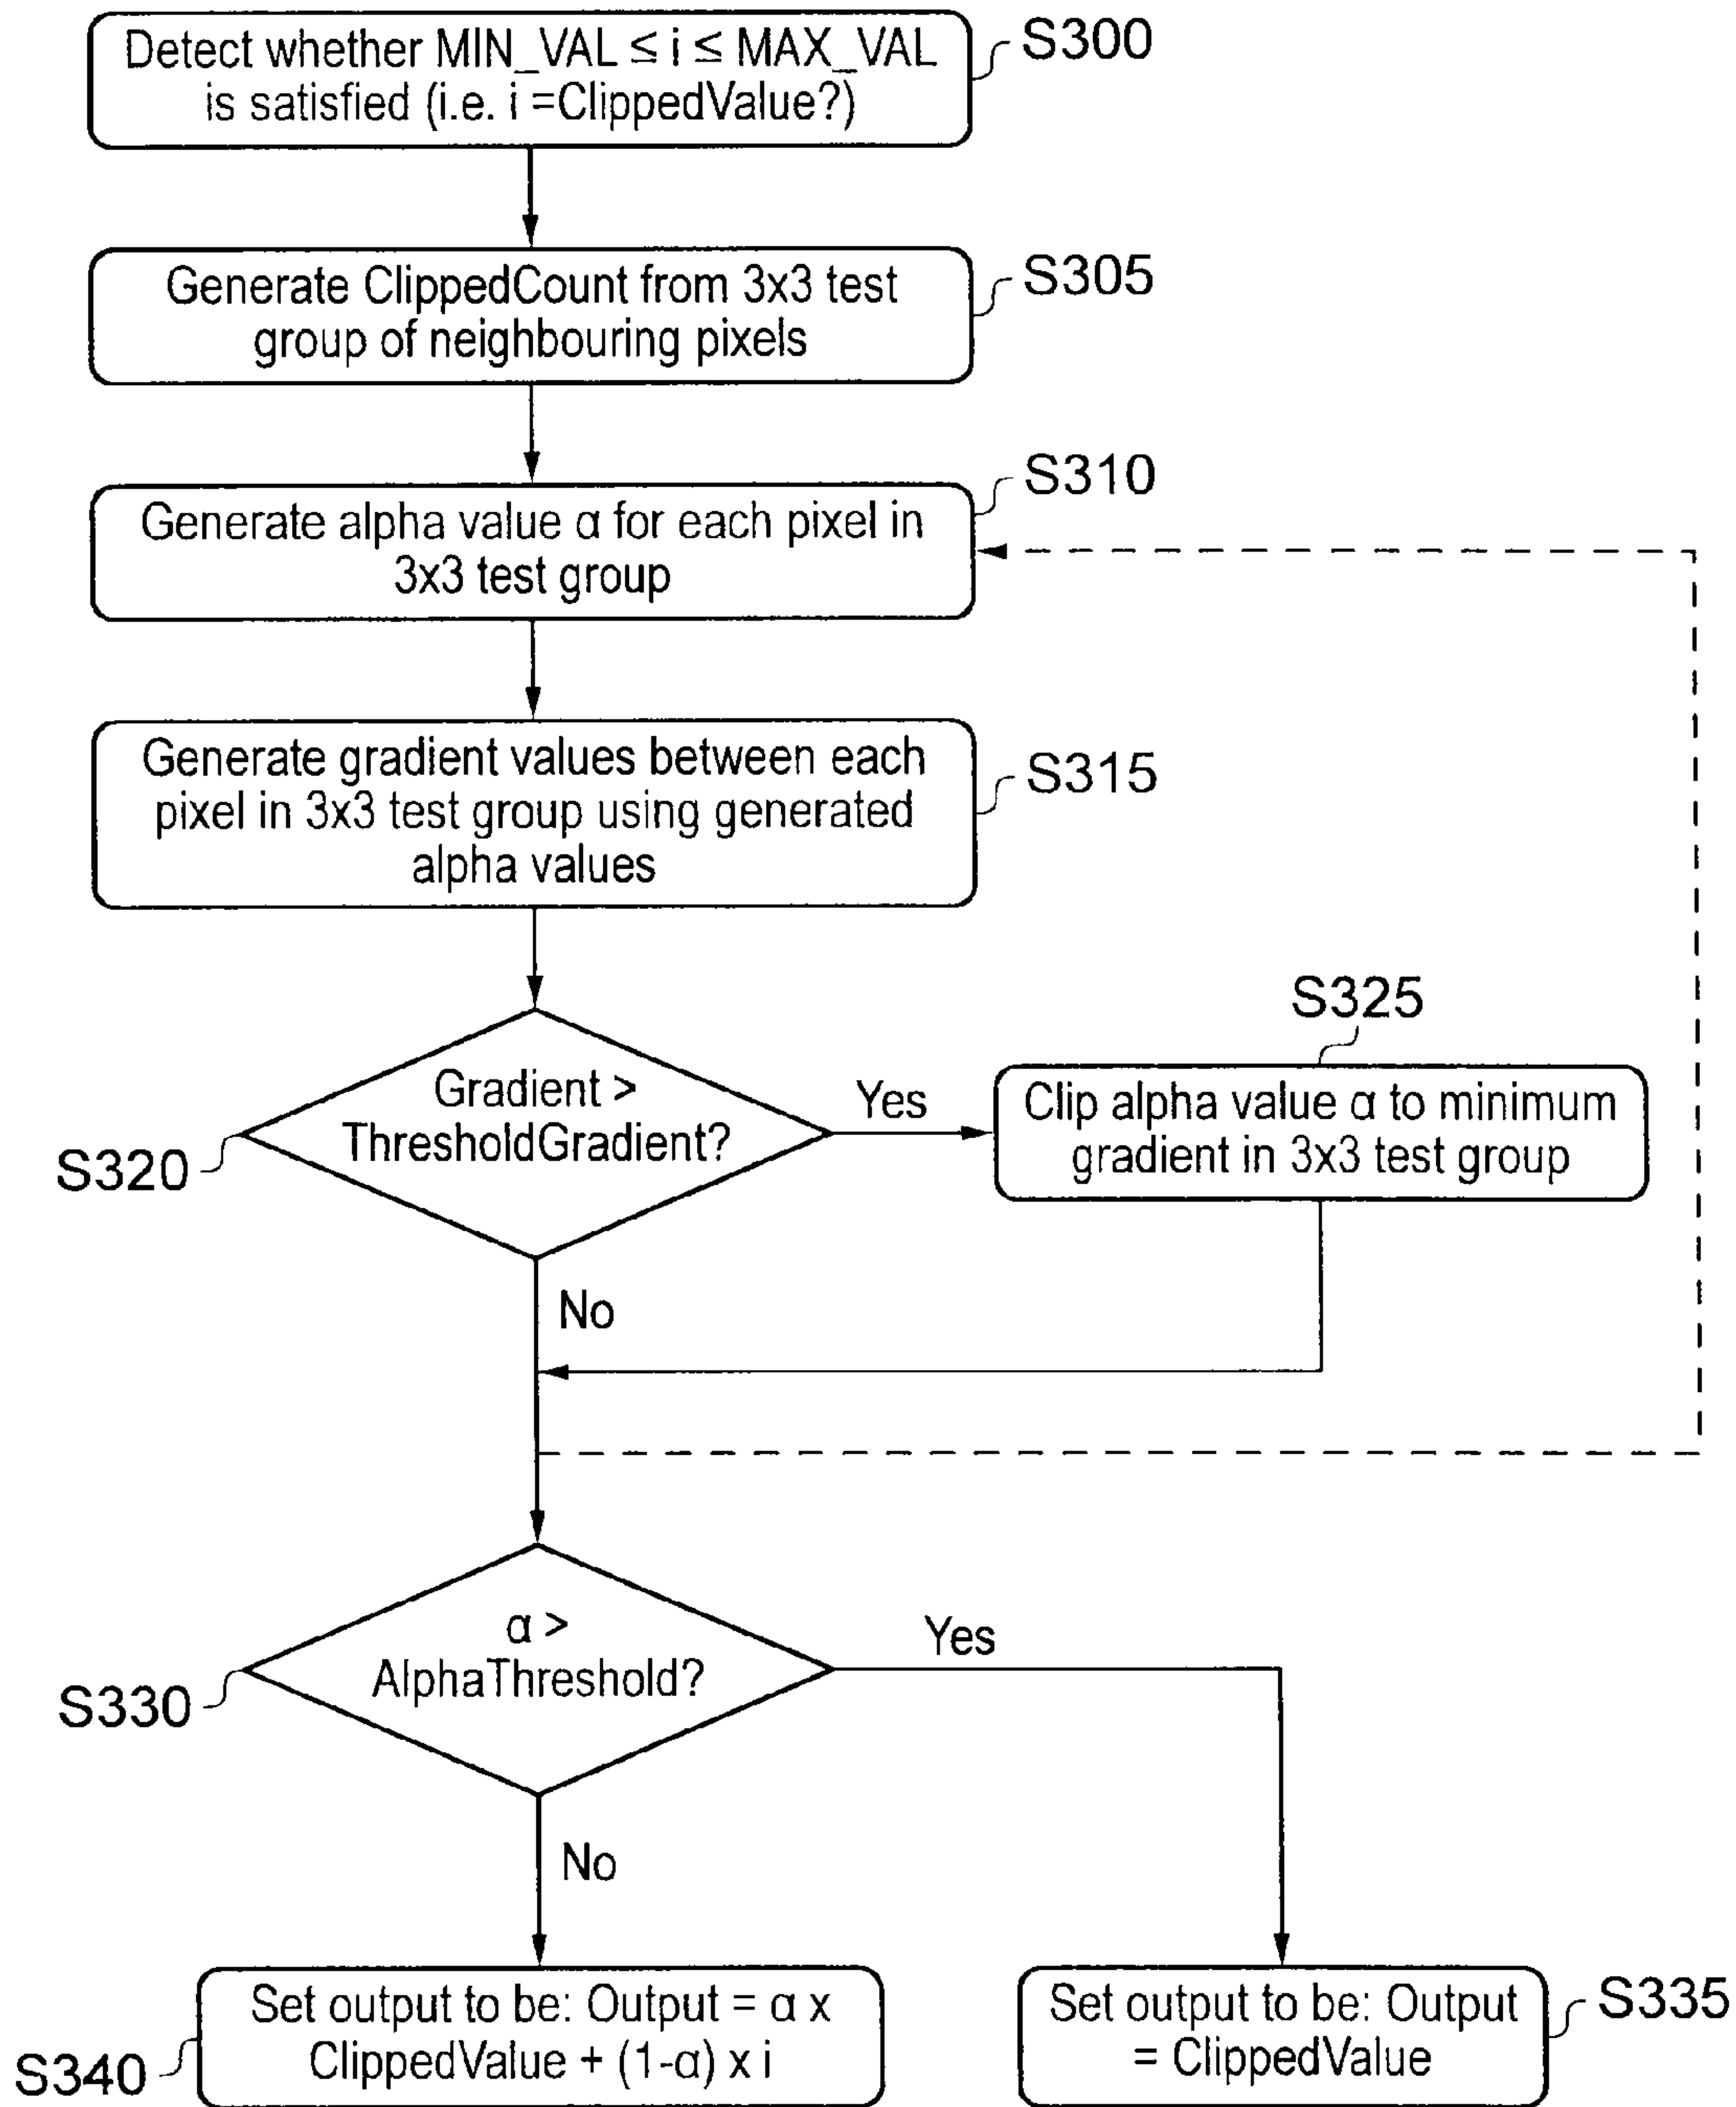 Detect whether MIN_VAL ≤ i ≤ MAX_VAL
is satisfied (i.e. i =ClippedValue?)
S300
Generate ClippedCount from 3x3 test
group of neighbouring pixels
S305
Generate alpha value α for each pixel in
3x3 test group
S310
Generate gradient values between each
pixel in 3x3 test group using generated
alpha values
S315
Gradient >
ThresholdGradient?
S320
Yes
Clip alpha value α to minimum
gradient in 3x3 test group
S325
No
α >
AlphaThreshold?
S330
Yes
No
Set output to be: Output = α x
ClippedValue + (1-α) x i
S340
Set output to be: Output
= ClippedValue
S335